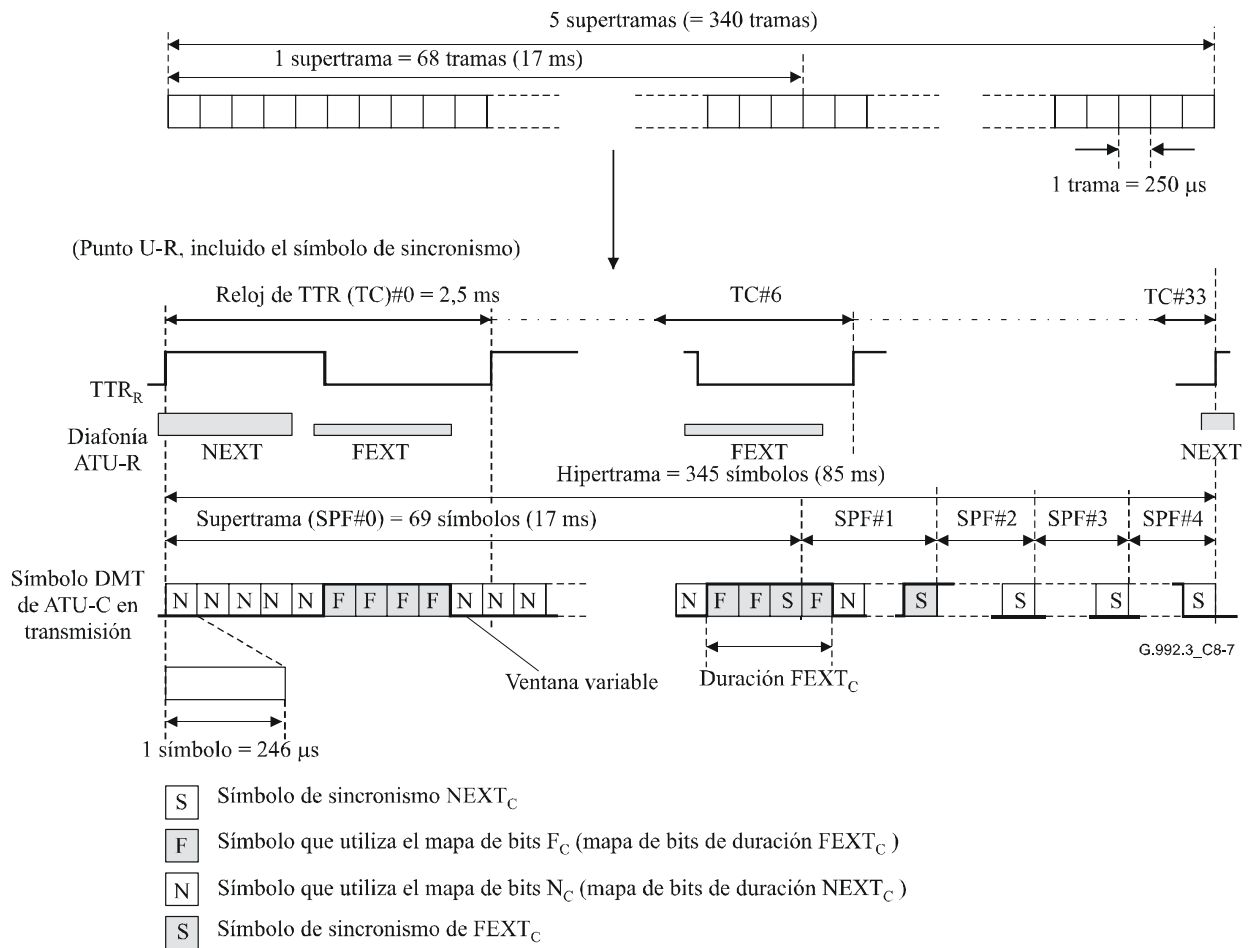 5 supertramas (= 340 tramas)
1 supertrama = 68 tramas (17 ms)
1 trama = 250 μs
(Punto U-R, incluido el símbolo de sincronismo)
Reloj de TTR (TC)#0 = 2,5 ms
TC#6
TC#33
TTR_R
Diafonía
ATU-R
NEXT
FEXT
FEXT
NEXT
Hipertrama = 345 símbolos (85 ms)
Supertrama (SPF#0) = 69 símbolos (17 ms)
SPF#1
SPF#2
SPF#3
SPF#4
Símbolo DMT
de ATU-C en
transmisión
N N N N N F F F F N N N
N F F S F N
S
S
S
S
G.992.3_C8-7
Ventana variable
Duración FEXT_C
1 símbolo = 246 μs
S Símbolo de sincronismo NEXT_C
F Símbolo que utiliza el mapa de bits F_C (mapa de bits de duración FEXT_C )
N Símbolo que utiliza el mapa de bits N_C (mapa de bits de duración NEXT_C )
S Símbolo de sincronismo de FEXT_C